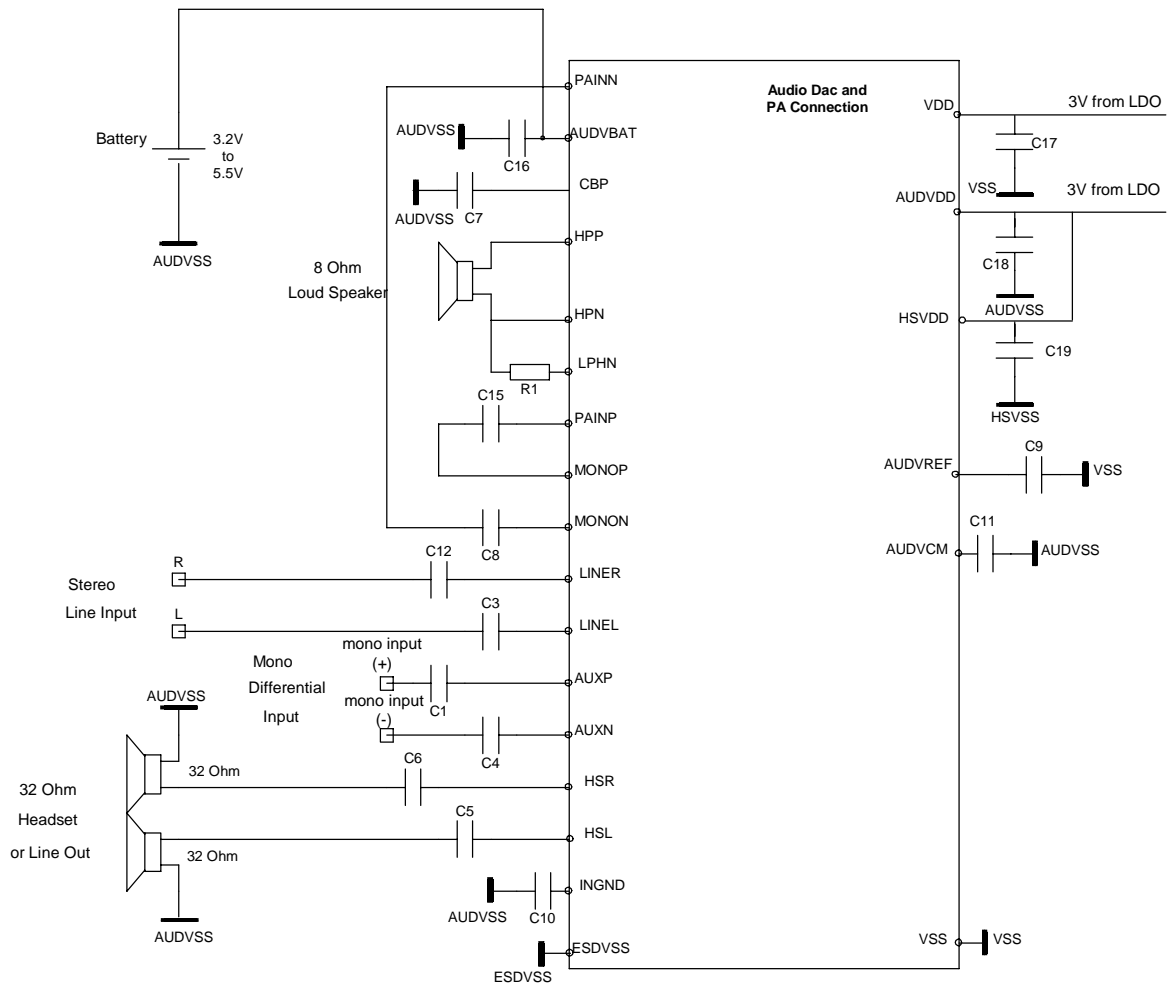 Audio Dac and
PA Connection
PAINN
AUDVBAT
AUDVSS
C16
Battery
3.2V
to
5.5V
AUDVSS
CBP
AUDVSS
C7
HPP
8 Ohm
Loud Speaker
HPN
LPHN
R1
C15
PAINP
MONOP
MONON
C8
R
C12
LINER
Stereo
Line Input
L
C3
LINEL
mono input
(+)
Mono
Differential
Input
AUXP
C1
mono input
(-)
AUXN
C4
AUDVSS
32 Ohm
C6
HSR
32 Ohm
Headset
or Line Out
C5
HSL
32 Ohm
AUDVSS
INGND
AUDVSS
C10
ESDVSS
ESDVSS
VDD
3V from LDO
C17
VSS
3V from LDO
AUDVDD
C18
AUDVSS
HSVDD
C19
HSVSS
AUDVREF
C9
VSS
C11
AUDVCM
AUDVSS
VSS
VSS